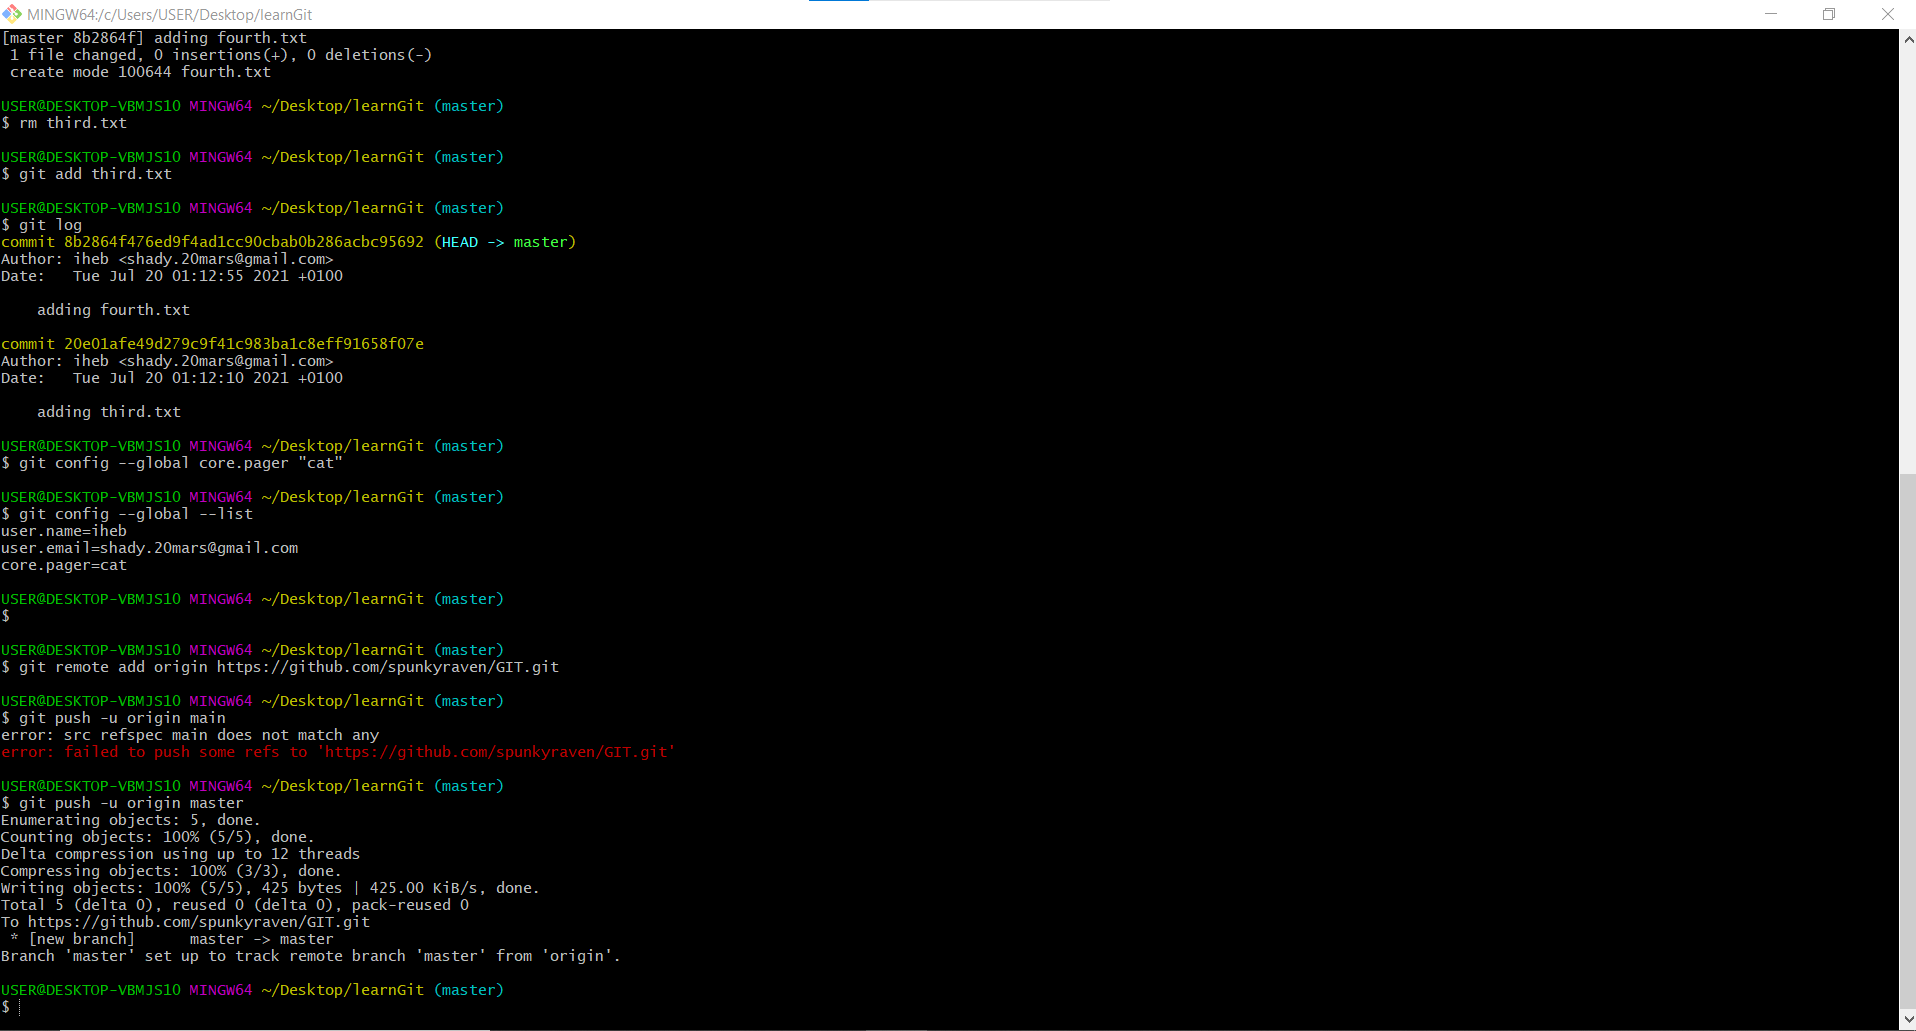 MINGW64:/c/Users/USER/Desktop/learnGit
[master 8b2864f] adding fourth.txt
 1 file changed, 0 insertions(+), 0 deletions(-)
 create mode 100644 fourth.txt

USER@DESKTOP-VBMJS1O MINGW64 ~/Desktop/learnGit (master)
$ rm third.txt

USER@DESKTOP-VBMJS1O MINGW64 ~/Desktop/learnGit (master)
$ git add third.txt

USER@DESKTOP-VBMJS1O MINGW64 ~/Desktop/learnGit (master)
$ git log
commit 8b2864f476ed9f4ad1cc90cbab0b286acbc95692 (HEAD -> master)
Author: iheb <shady.20mars@gmail.com>
Date:   Tue Jul 20 01:12:55 2021 +0100

    adding fourth.txt

commit 20e01afe49d279c9f41c983ba1c8eff91658f07e
Author: iheb <shady.20mars@gmail.com>
Date:   Tue Jul 20 01:12:10 2021 +0100

    adding third.txt

USER@DESKTOP-VBMJS1O MINGW64 ~/Desktop/learnGit (master)
$ git config --global core.pager "cat"

USER@DESKTOP-VBMJS1O MINGW64 ~/Desktop/learnGit (master)
$ git config --global --list
user.name=iheb
user.email=shady.20mars@gmail.com
core.pager=cat

USER@DESKTOP-VBMJS1O MINGW64 ~/Desktop/learnGit (master)
$

USER@DESKTOP-VBMJS1O MINGW64 ~/Desktop/learnGit (master)
$ git remote add origin https://github.com/spunkyraven/GIT.git

USER@DESKTOP-VBMJS1O MINGW64 ~/Desktop/learnGit (master)
$ git push -u origin main
error: src refspec main does not match any
error: failed to push some refs to 'https://github.com/spunkyraven/GIT.git'

USER@DESKTOP-VBMJS1O MINGW64 ~/Desktop/learnGit (master)
$ git push -u origin master
Enumerating objects: 5, done.
Counting objects: 100% (5/5), done.
Delta compression using up to 12 threads
Compressing objects: 100% (3/3), done.
Writing objects: 100% (5/5), 425 bytes | 425.00 KiB/s, done.
Total 5 (delta 0), reused 0 (delta 0), pack-reused 0
To https://github.com/spunkyraven/GIT.git
 * [new branch]      master -> master
Branch 'master' set up to track remote branch 'master' from 'origin'.

USER@DESKTOP-VBMJS1O MINGW64 ~/Desktop/learnGit (master)
$